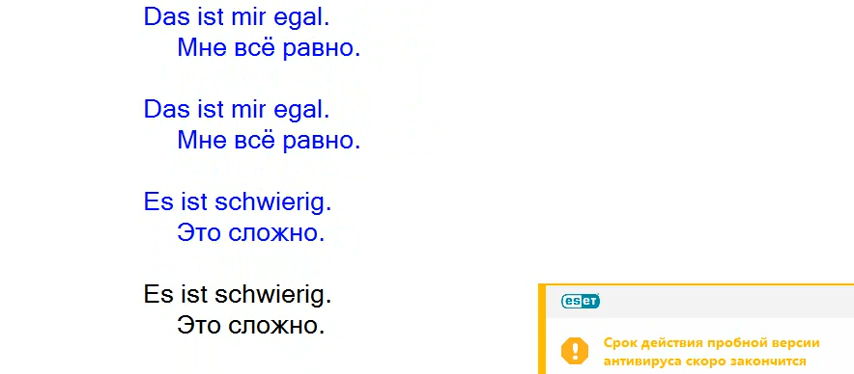 Das ist mir egal.
Мне всё равно.
Das ist mir egal.
Мне всё равно.
Es ist schwierig.
Это сложно.
Es ist schwierig.
Это сложно.
eseT
Срок действия пробной версии
антивируса скоро закончится